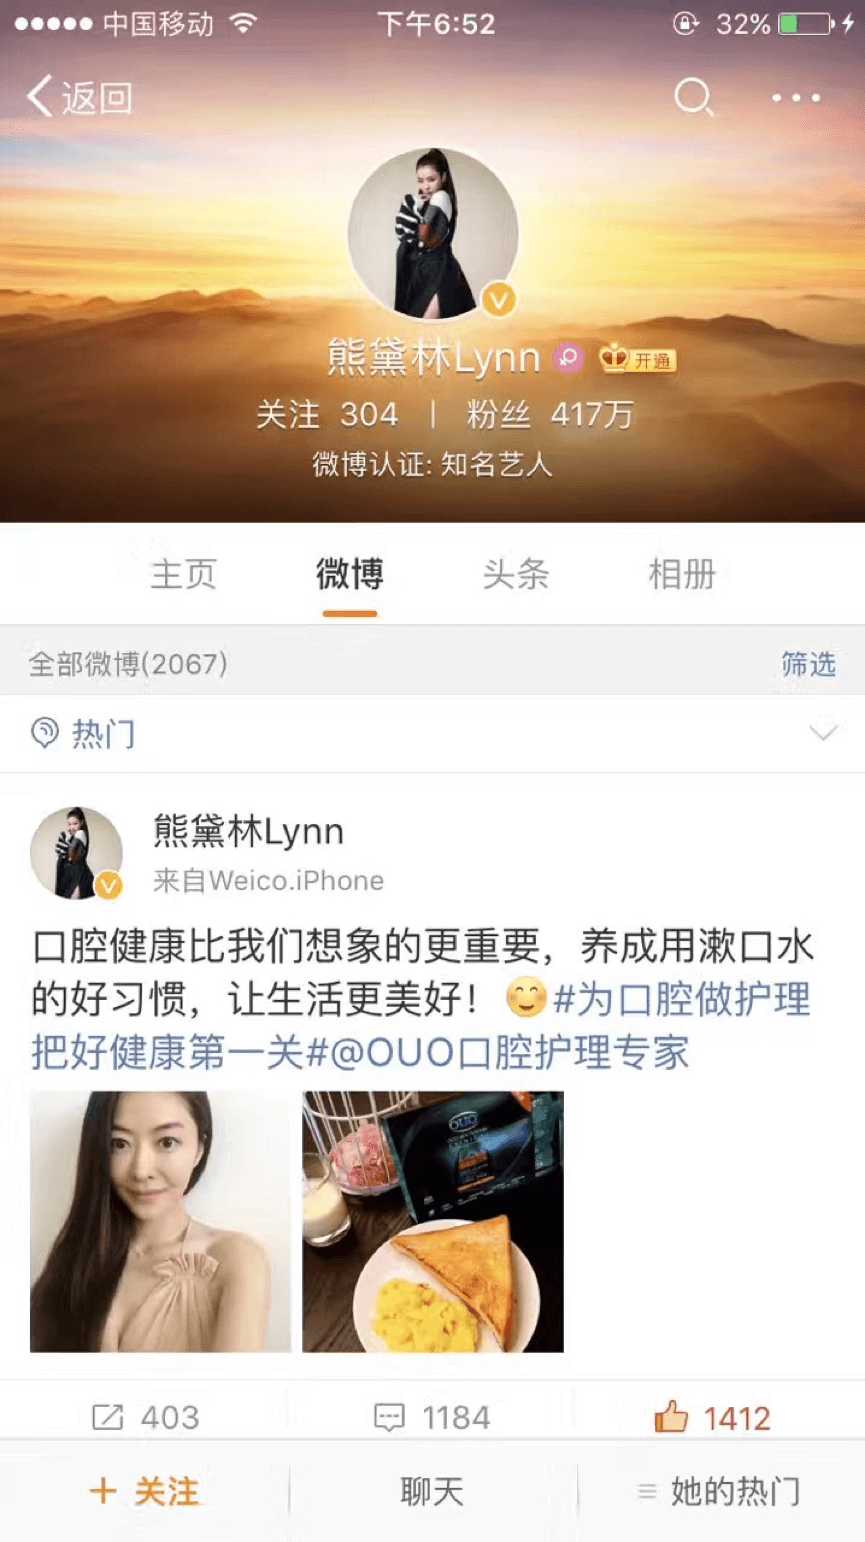 中国移动
下午6:52
32%
返回
熊黛林Lynn
开通
关注 304 | 粉丝 417万
微博认证: 知名艺人
主页 微博 头条 相册
全部微博(2067)
筛选
热门
熊黛林Lynn
来自Weico.iPhone
口腔健康比我们想象的更重要，养成用漱口水
的好习惯，让生活更美好！#为口腔做护理
把好健康第一关#@OUO口腔护理专家
OUO
403 1184 1412
+ 关注 聊天 她的热门